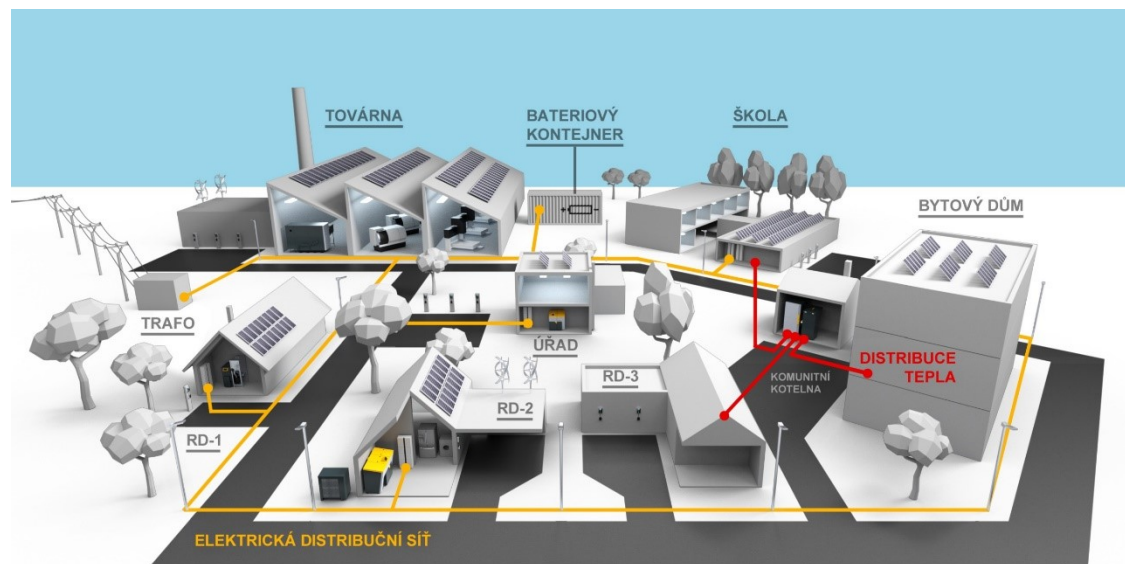 TOVÁRNA
BATERIOVÝ
KONTEJNER
ŠKOLA
BYTOVÝ DŮM
TRAFO
ÚŘAD
DISTRIBUCE
TEPLA
KOMUNITNÍ
KOTELNA
RD-3
RD-2
RD-1
ELEKTRICKÁ DISTRIBUČNÍ SÍŤ